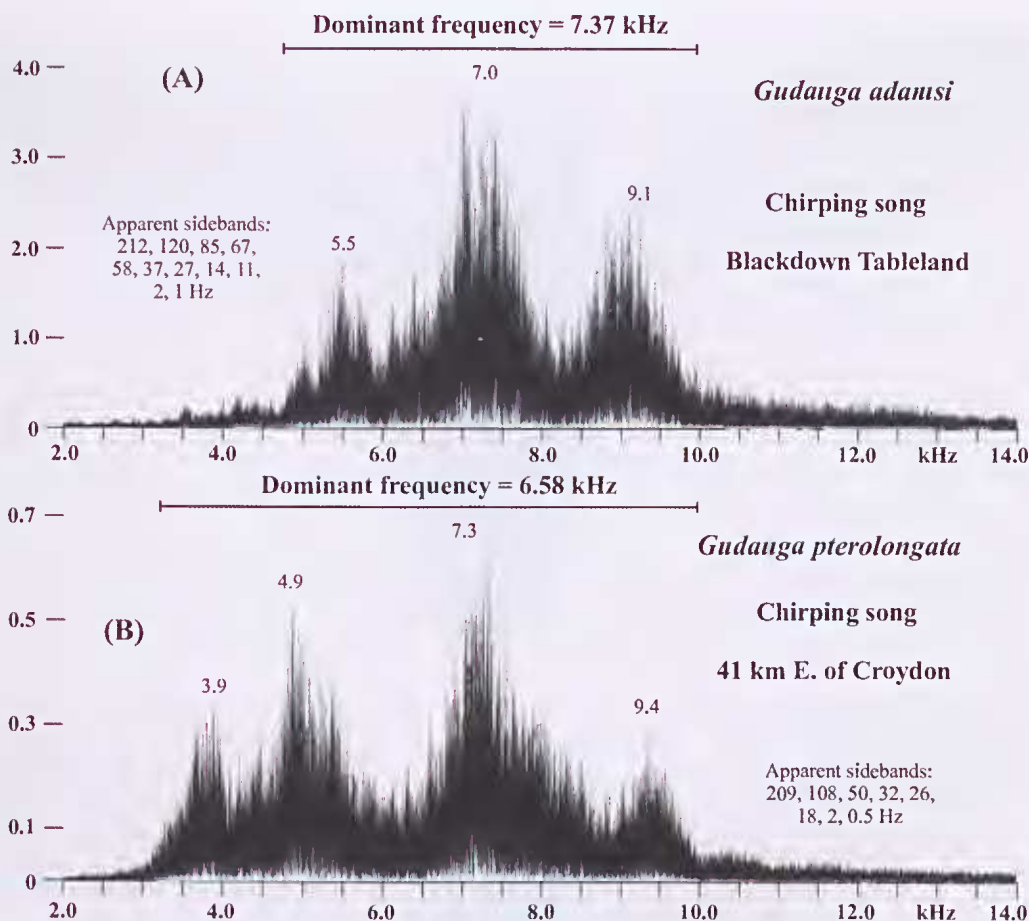 Dominant frequency = 7.37 kHz
4.0
(A)
7.0
Gudauga adamsi
3.0
9.1
Chirping song
Apparent sidebands:
212, 120, 85, 67,
58, 37, 27, 14, 11,
2, 1 Hz
5.5
2.0
Blackdown Tableland
1.0
0
2.0 6.0 8.0 10.0 12.0 kHz 14.0
Dominant frequency = 6.58 kHz
0.7
7.3
Gudauga pterolongata
4.9
0.5
Chirping song
(B)
41 km E. of Croydon
3.9
9.4
0.3
Apparent sidebands:
209, 108, 50, 32, 26,
18, 2, 0.5 Hz
0.1
0
2.0 4.0 6.0 8.0 10.0 12.0 kHz 14.0